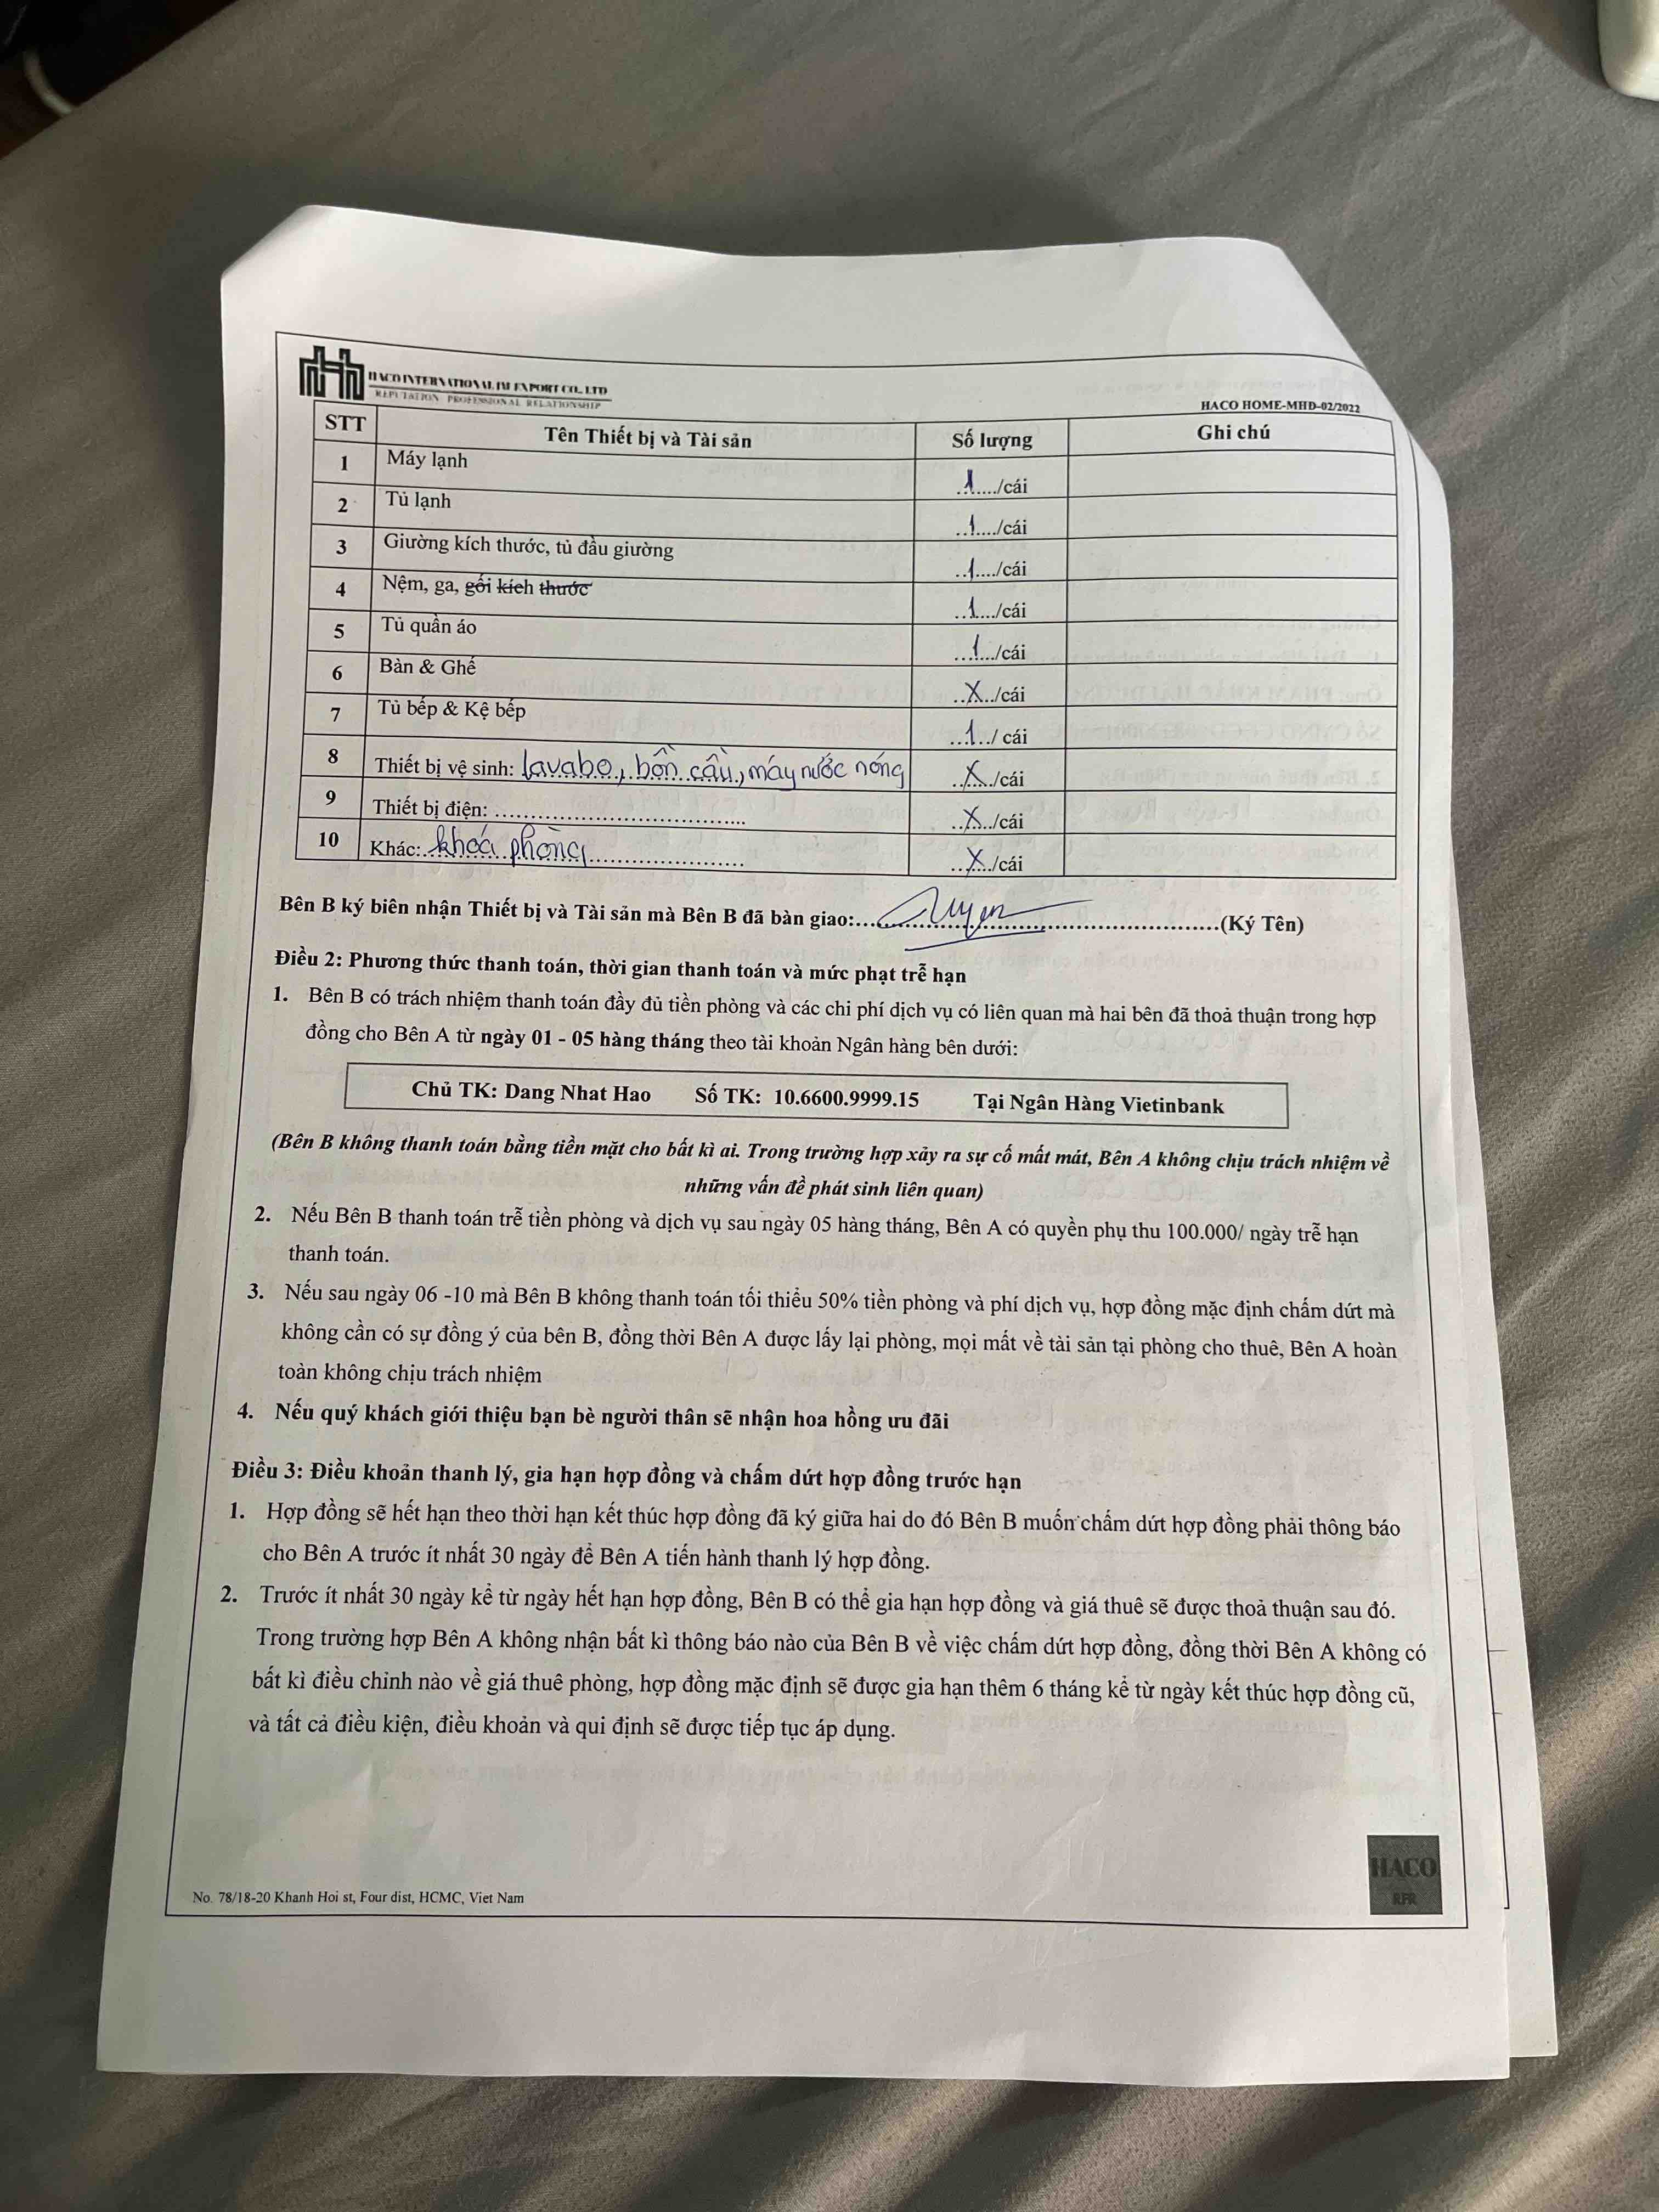 HACO INTERNATIONAL IM EXPORT CO., LTD
REPUTATION PROFESSIONAL RELATIONSHIP
HACO HOME-MHĐ-02/2022
STT Tên Thiết bị và Tài sản Số lượng Ghi chú
1 Máy lạnh ..1..../cái
2 Tủ lạnh ..1..../cái
3 Giường kích thước, tủ đầu giường ..1..../cái
4 Nệm, ga, gối kích thước ..1..../cái
5 Tủ quần áo ...1.../cái
6 Bàn & Ghế ..X.../cái
7 Tủ bếp & Kệ bếp ...1.../ cái
8 Thiết bị vệ sinh: lavabo, bồn cầu, máy nước nóng ..X..../cái
9 Thiết bị điện: ........................................ ..X..../cái
10 Khác: khoá phòng ........................ ..X..../cái
Bên B ký biên nhận Thiết bị và Tài sản mà Bên B đã bàn giao:.... Uyen ........................(Ký Tên)
Điều 2: Phương thức thanh toán, thời gian thanh toán và mức phạt trễ hạn
1. Bên B có trách nhiệm thanh toán đầy đủ tiền phòng và các chi phí dịch vụ có liên quan mà hai bên đã thoả thuận trong hợp
đồng cho Bên A từ ngày 01 - 05 hàng tháng theo tài khoản Ngân hàng bên dưới:
Chủ TK: Dang Nhat Hao Số TK: 10.6600.9999.15 Tại Ngân Hàng Vietinbank
(Bên B không thanh toán bằng tiền mặt cho bất kì ai. Trong trường hợp xảy ra sự cố mất mát, Bên A không chịu trách nhiệm về
những vấn đề phát sinh liên quan)
2. Nếu Bên B thanh toán trễ tiền phòng và dịch vụ sau ngày 05 hàng tháng, Bên A có quyền phụ thu 100.000/ ngày trễ hạn
thanh toán.
3. Nếu sau ngày 06 -10 mà Bên B không thanh toán tối thiểu 50% tiền phòng và phí dịch vụ, hợp đồng mặc định chấm dứt mà
không cần có sự đồng ý của bên B, đồng thời Bên A được lấy lại phòng, mọi mất về tài sản tại phòng cho thuê, Bên A hoàn
toàn không chịu trách nhiệm
4. Nếu quý khách giới thiệu bạn bè người thân sẽ nhận hoa hồng ưu đãi
Điều 3: Điều khoản thanh lý, gia hạn hợp đồng và chấm dứt hợp đồng trước hạn
1. Hợp đồng sẽ hết hạn theo thời hạn kết thúc hợp đồng đã ký giữa hai do đó Bên B muốn chấm dứt hợp đồng phải thông báo
cho Bên A trước ít nhất 30 ngày để Bên A tiến hành thanh lý hợp đồng.
2. Trước ít nhất 30 ngày kể từ ngày hết hạn hợp đồng, Bên B có thể gia hạn hợp đồng và giá thuê sẽ được thoả thuận sau đó.
Trong trường hợp Bên A không nhận bất kì thông báo nào của Bên B về việc chấm dứt hợp đồng, đồng thời Bên A không có
bất kì điều chỉnh nào về giá thuê phòng, hợp đồng mặc định sẽ được gia hạn thêm 6 tháng kể từ ngày kết thúc hợp đồng cũ,
và tất cả điều kiện, điều khoản và qui định sẽ được tiếp tục áp dụng.
HACO
RFR
No. 78/18-20 Khanh Hoi st, Four dist, HCMC, Viet Nam